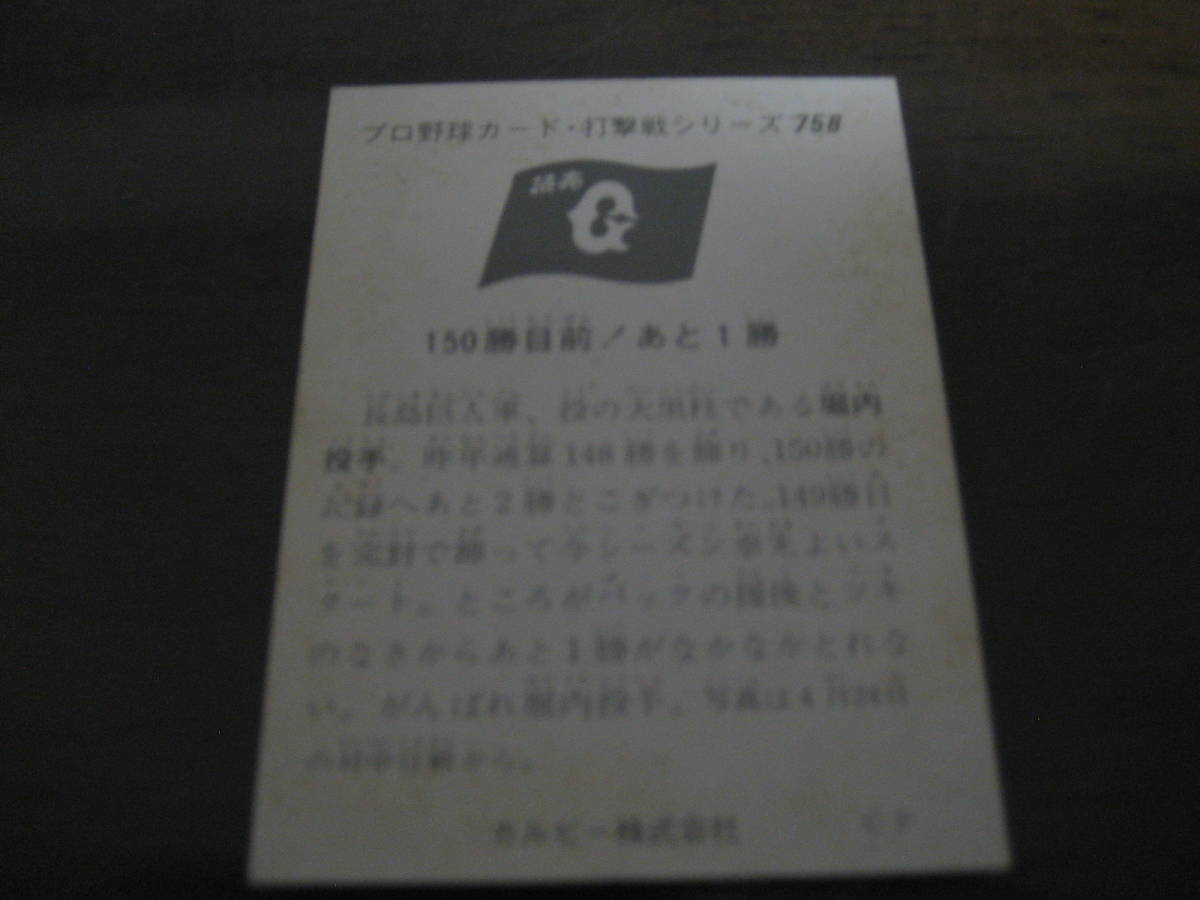 プロ野球カード・打撃戦シリーズ 758
読売
G
150勝目前!あと1勝
長島巨人軍、投の大黒柱である堀内
投手。昨年通算148勝を飾り、150勝の
記録へあと2勝とこぎつけた。149勝目
を完封で飾って今シーズン幸先よいス
タート。ところがバックの援護とツキ
のなさからあと1勝がなかなかとれな
い。がんばれ堀内投手。写真は4月24日
の対中日戦から。
カルビー株式会社